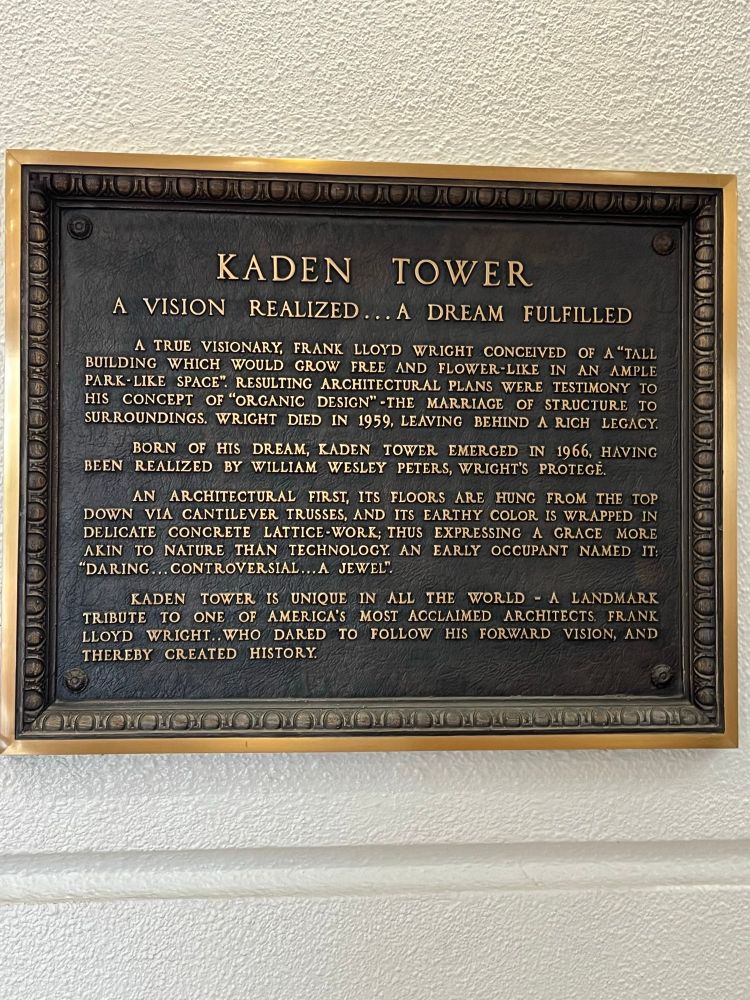 KADEN TOWER
A VISION REALIZED...A DREAM FULFILLED
A TRUE VISIONARY, FRANK LLOYD WRIGHT CONCEIVED OF A "TALL
BUILDING WHICH WOULD GROW FREE AND FLOWER-LIKE IN AN AMPLE
PARK-LIKE SPACE". RESULTING ARCHITECTURAL PLANS WERE TESTIMONY TO
HIS CONCEPT OF "ORGANIC DESIGN" - THE MARRIAGE OF STRUCTURE TO
SURROUNDINGS. WRIGHT DIED IN 1959, LEAVING BEHIND A RICH LEGACY.
BORN OF HIS DREAM, KADEN TOWER EMERGED IN 1966, HAVING
BEEN REALIZED BY WILLIAM WESLEY PETERS, WRIGHT'S PROTEGÉ.
AN ARCHITECTURAL FIRST, ITS FLOORS ARE HUNG FROM THE TOP
DOWN VIA CANTILEVER TRUSSES, AND ITS EARTHY COLOR IS WRAPPED IN
DELICATE CONCRETE LATTICE-WORK; THUS EXPRESSING A GRACE MORE
AKIN TO NATURE THAN TECHNOLOGY. AN EARLY OCCUPANT NAMED IT:
"DARING...CONTROVERSIAL...A JEWEL".
KADEN TOWER IS UNIQUE IN ALL THE WORLD - A LANDMARK
TRIBUTE TO ONE OF AMERICA'S MOST ACCLAIMED ARCHITECTS. FRANK
LLOYD WRIGHT..WHO DARED TO FOLLOW HIS FORWARD VISION, AND
THEREBY CREATED HISTORY.